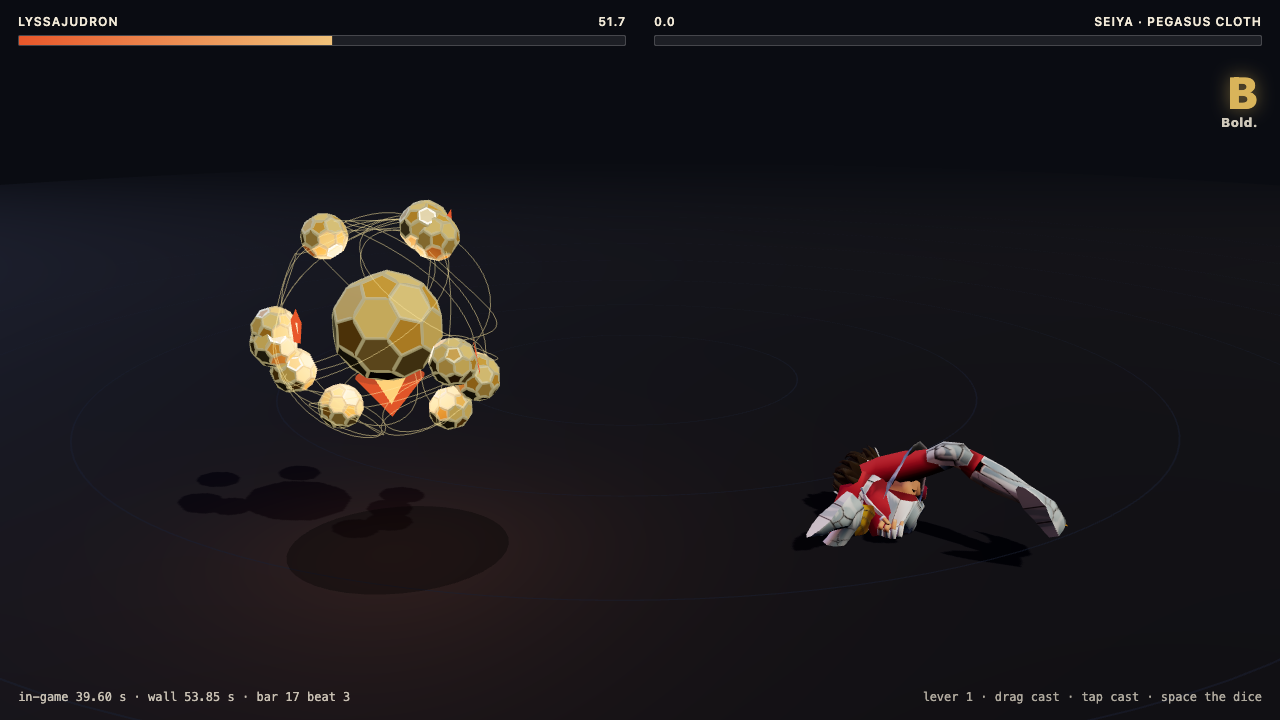 LYSSAJUDRON 51.7
0.0 SEIYA · PEGASUS CLOTH
B
Bold.
in-game 39.60 s · wall 53.85 s · bar 17 beat 3
lever 1 · drag cast · tap cast · space the dice